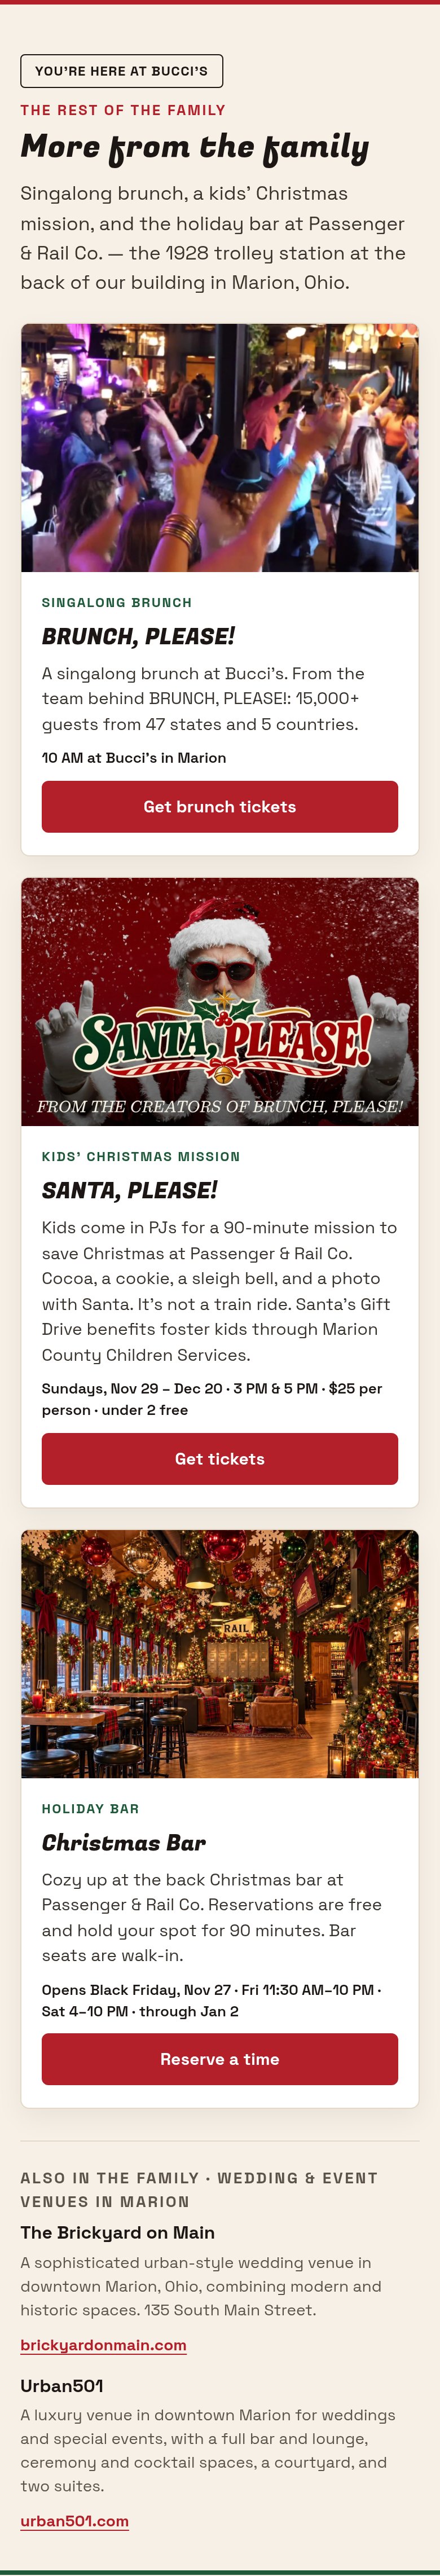 YOU'RE HERE AT BUCCI'S
THE REST OF THE FAMILY
More from the family
Singalong brunch, a kids' Christmas
mission, and the holiday bar at Passenger
& Rail Co. — the 1928 trolley station at the
back of our building in Marion, Ohio.
SINGALONG BRUNCH
BRUNCH, PLEASE!
A singalong brunch at Bucci's. From the
team behind BRUNCH, PLEASE!: 15,000+
guests from 47 states and 5 countries.
10 AM at Bucci's in Marion
Get brunch tickets
SANTA, PLEASE!
FROM THE CREATORS OF BRUNCH, PLEASE!
KIDS' CHRISTMAS MISSION
SANTA, PLEASE!
Kids come in PJs for a 90-minute mission to
save Christmas at Passenger & Rail Co.
Cocoa, a cookie, a sleigh bell, and a photo
with Santa. It's not a train ride. Santa's Gift
Drive benefits foster kids through Marion
County Children Services.
Sundays, Nov 29 – Dec 20 · 3 PM & 5 PM · $25 per
person · under 2 free
Get tickets
RAIL
HOLIDAY BAR
Christmas Bar
Cozy up at the back Christmas bar at
Passenger & Rail Co. Reservations are free
and hold your spot for 90 minutes. Bar
seats are walk-in.
Opens Black Friday, Nov 27 · Fri 11:30 AM–10 PM ·
Sat 4–10 PM · through Jan 2
Reserve a time
ALSO IN THE FAMILY · WEDDING & EVENT
VENUES IN MARION
The Brickyard on Main
A sophisticated urban-style wedding venue in
downtown Marion, Ohio, combining modern and
historic spaces. 135 South Main Street.
brickyardonmain.com
Urban501
A luxury venue in downtown Marion for weddings
and special events, with a full bar and lounge,
ceremony and cocktail spaces, a courtyard, and
two suites.
urban501.com